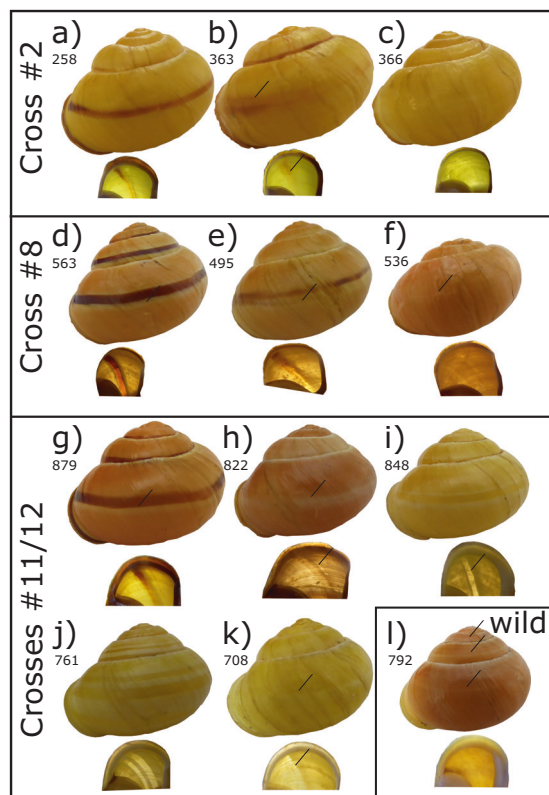 Cross #2
a)
258
b)
363
c)
366
Cross #8
d)
563
e)
495
f)
536
Crosses #11/12
g)
879
h)
822
i)
848
j)
761
k)
708
l)
792
wild